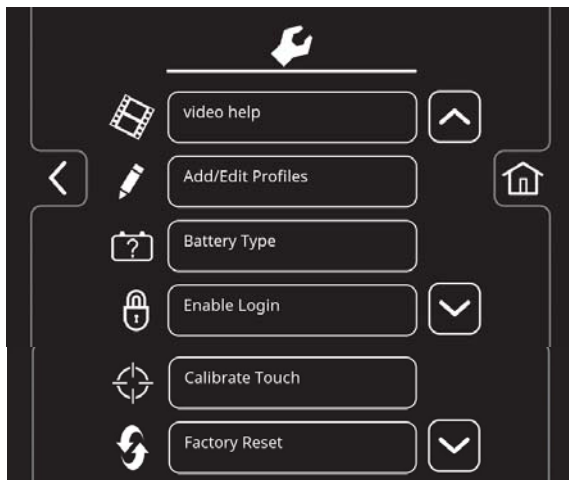 video help
Add/Edit Profiles
Battery Type
Enable Login
Calibrate Touch
Factory Reset